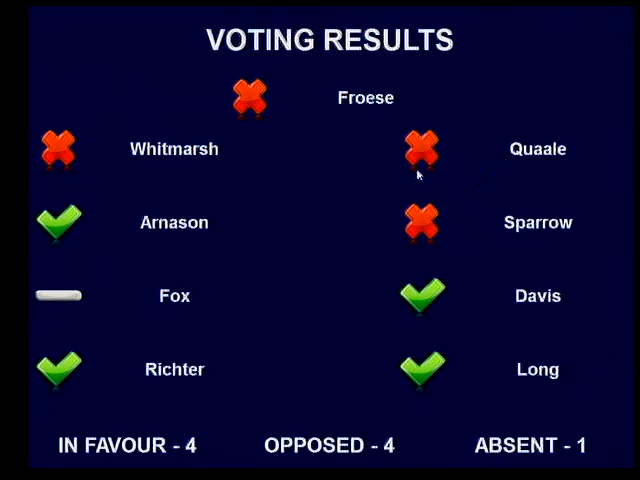 VOTING RESULTS
Froese
Whitmarsh
Quaale
Arnason
Sparrow
Fox
Davis
Richter
Long
IN FAVOUR - 4 OPPOSED - 4 ABSENT - 1